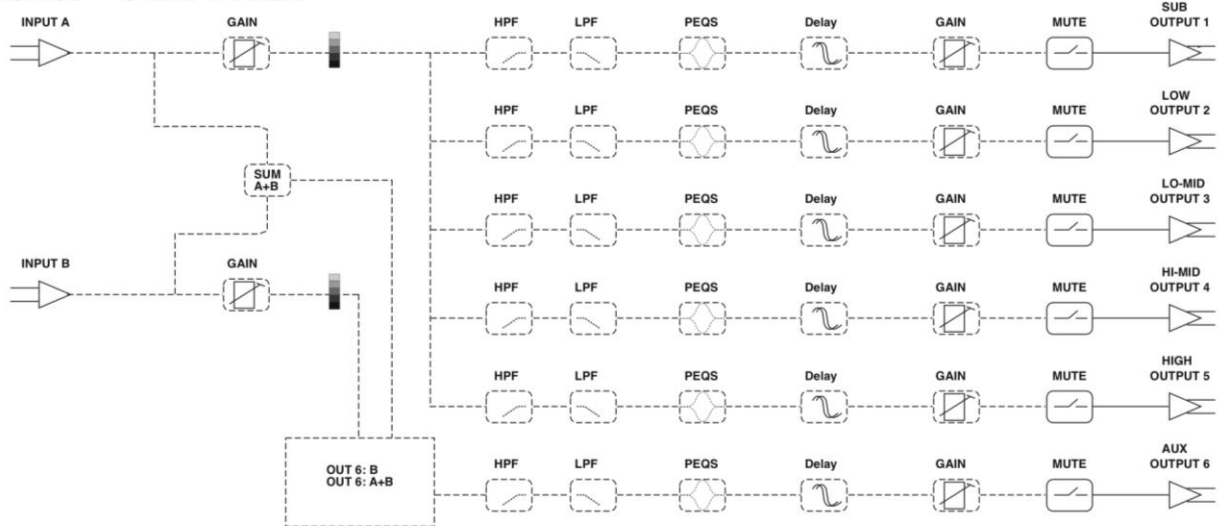 SUB
INPUT A GAIN HPF LPF PEQS Delay GAIN MUTE OUTPUT 1
LOW
HPF LPF PEQS Delay GAIN MUTE OUTPUT 2
SUM
A+B
LO-MID
HPF LPF PEQS Delay GAIN MUTE OUTPUT 3
INPUT B GAIN
HI-MID
HPF LPF PEQS Delay GAIN MUTE OUTPUT 4
HIGH
HPF LPF PEQS Delay GAIN MUTE OUTPUT 5
AUX
HPF LPF PEQS Delay GAIN MUTE OUTPUT 6
OUT 6: B
OUT 6: A+B